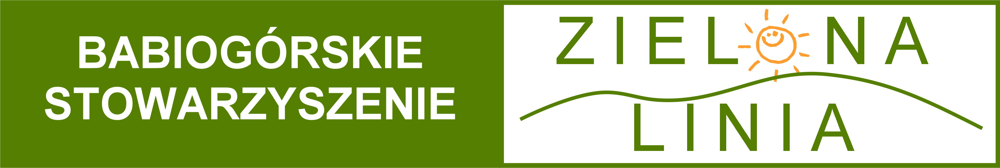 BABIOGÓRSKIE
STOWARZYSZENIE
ZIELONA
LINIA